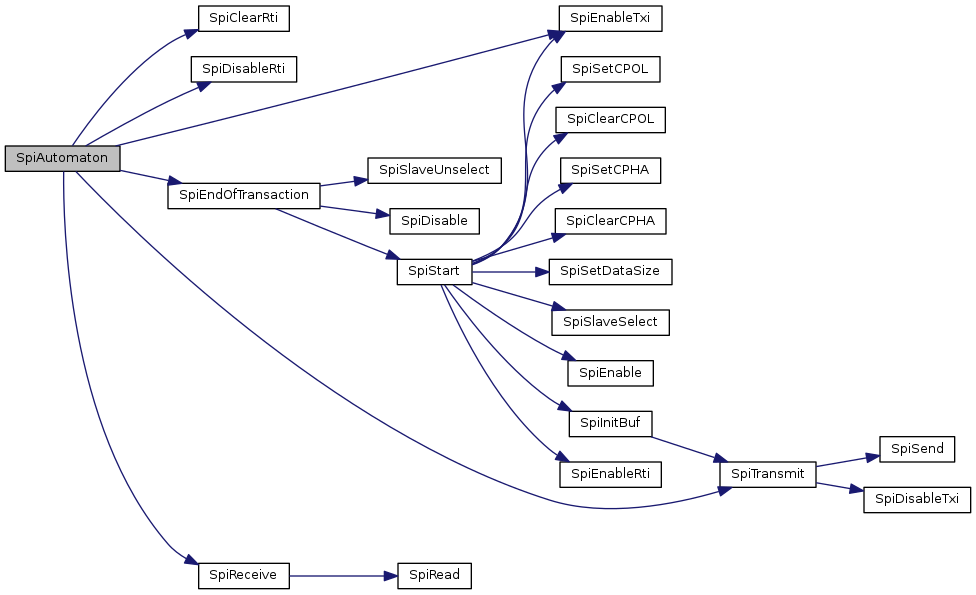 SpiClearRti
SpiEnableTxi
SpiDisableRti
SpiSetCPOL
SpiClearCPOL
SpiAutomaton
SpiSlaveUnselect
SpiSetCPHA
SpiEndOfTransaction
SpiDisable
SpiClearCPHA
SpiStart
SpiSetDataSize
SpiSlaveSelect
SpiEnable
SpiInitBuf
SpiSend
SpiEnableRti
SpiTransmit
SpiDisableTxi
SpiReceive
SpiRead